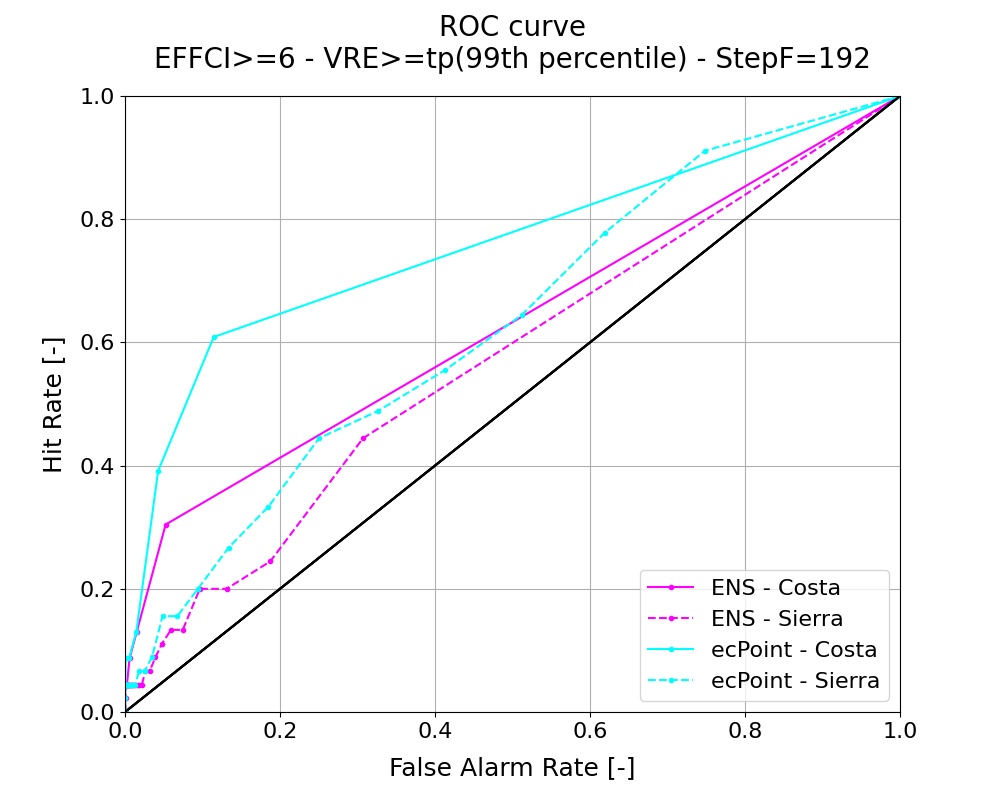 ROC curve
EFFCI>=6 - VRE>=tp(99th percentile) - StepF=192
1.0
0.8
0.6
0.4
0.2
0.0
Hit Rate [-]
0.0 0.2 0.4 0.6 0.8 1.0
False Alarm Rate [-]
ENS - Costa
ENS - Sierra
ecPoint - Costa
ecPoint - Sierra